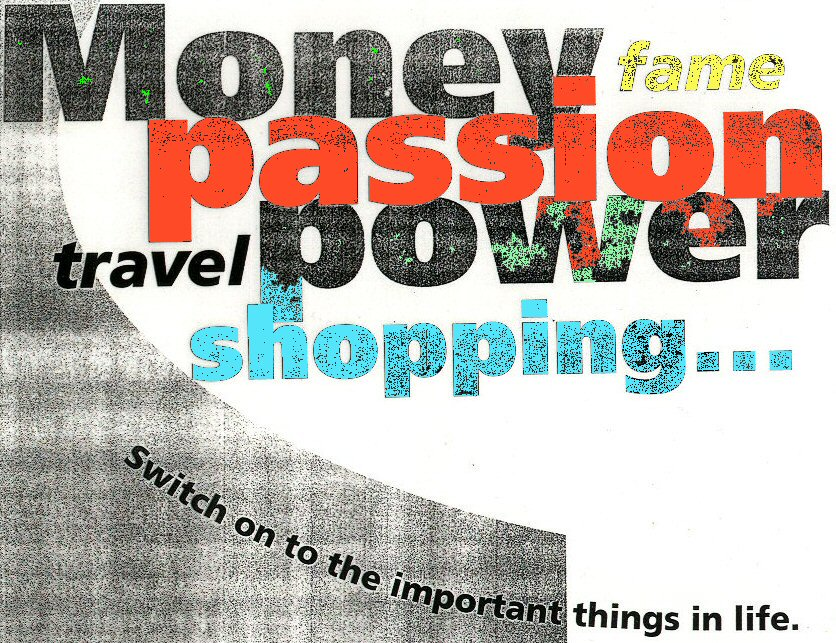 Money
fame
passion
power
travel
shopping...
Switch on to the important things in life.